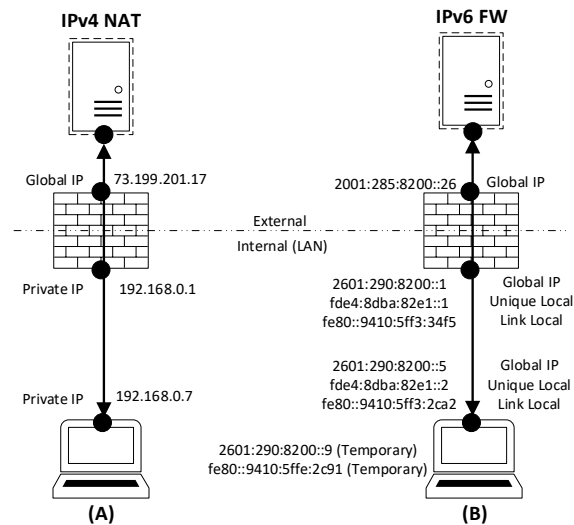 IPv4 NAT
IPv6 FW
Global IP
73.199.201.17
2001:285:8200::26
Global IP
External
Internal (LAN)
Private IP
192.168.0.1
2601:290:8200::1
Global IP
fde4:8dba:82e1::1
Unique Local
fe80::9410:5ff3:34f5
Link Local
Private IP
192.168.0.7
2601:290:8200::5
Global IP
fde4:8dba:82e1::2
Unique Local
fe80::9410:5ff3:2ca2
Link Local
2601:290:8200::9 (Temporary)
fe80::9410:5ffe:2c91 (Temporary)
(A)
(B)